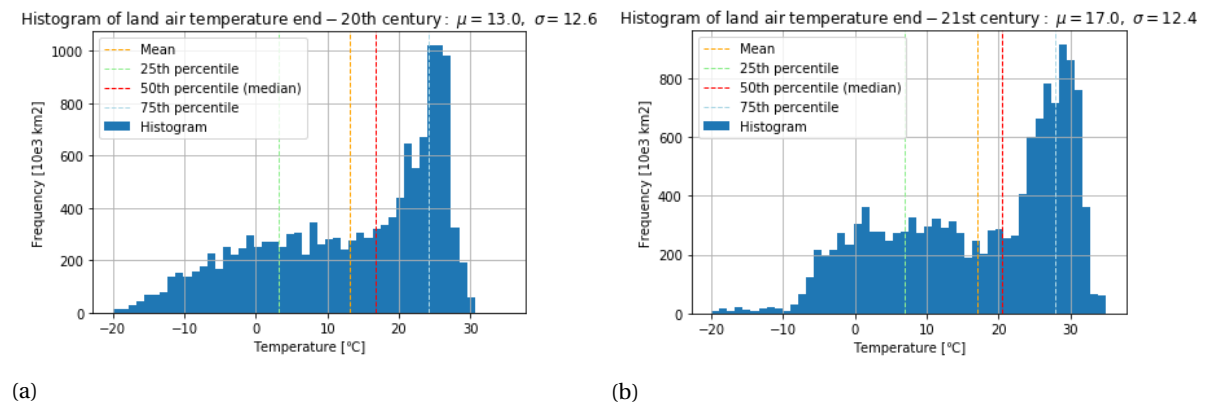 Histogram of land air temperature end − 20th century : μ = 13.0, σ = 12.6
1000
800
600
400
200
0
Frequency [10e3 km2]
Mean
25th percentile
50th percentile (median)
75th percentile
Histogram
−20 −10 0 10 20 30
Temperature [°C]
(a)
Histogram of land air temperature end − 21st century : μ = 17.0, σ = 12.4
800
600
400
200
0
Frequency [10e3 km2]
Mean
25th percentile
50th percentile (median)
75th percentile
Histogram
−20 −10 0 10 20 30
Temperature [°C]
(b)